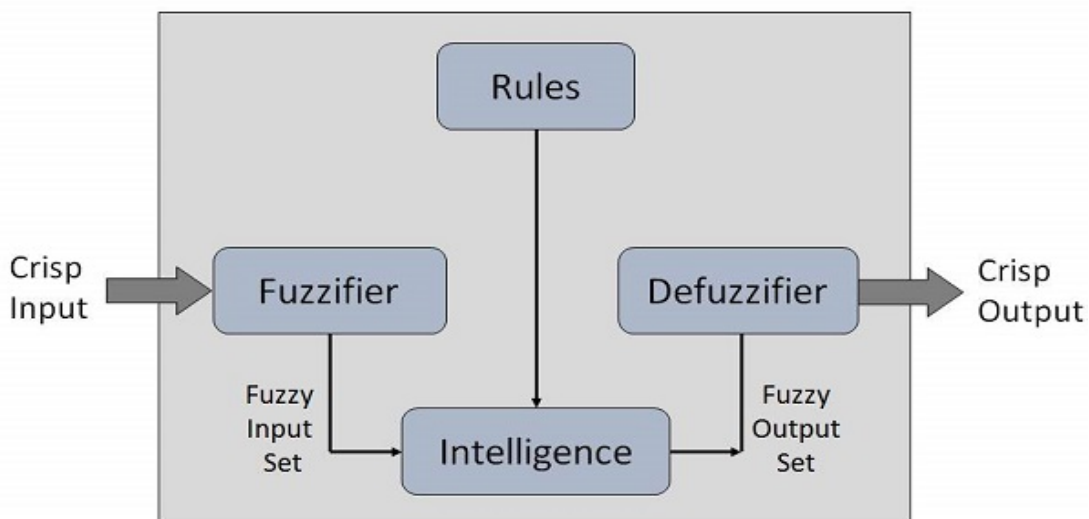 Rules
Crisp
Input
Fuzzifier
Defuzzifier
Crisp
Output
Fuzzy
Input
Set
Fuzzy
Output
Set
Intelligence